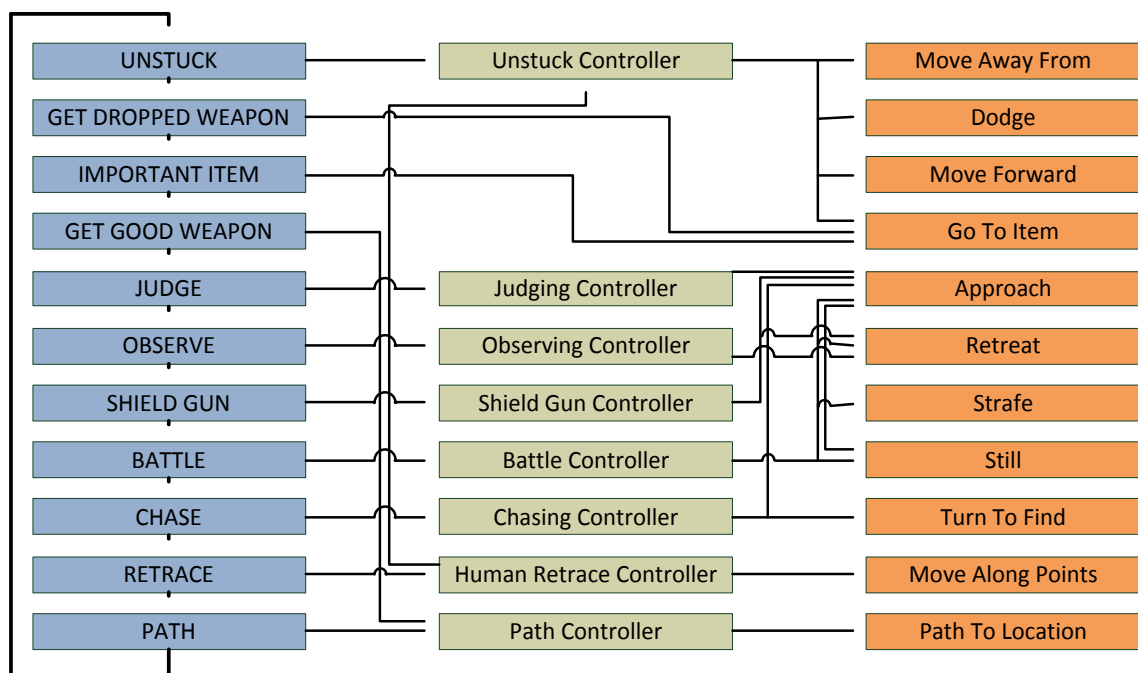 UNSTUCK
Unstuck Controller
Move Away From
GET DROPPED WEAPON
Dodge
IMPORTANT ITEM
Move Forward
GET GOOD WEAPON
Go To Item
JUDGE
Judging Controller
Approach
OBSERVE
Observing Controller
Retreat
SHIELD GUN
Shield Gun Controller
Strafe
BATTLE
Battle Controller
Still
CHASE
Chasing Controller
Turn To Find
RETRACE
Human Retrace Controller
Move Along Points
PATH
Path Controller
Path To Location